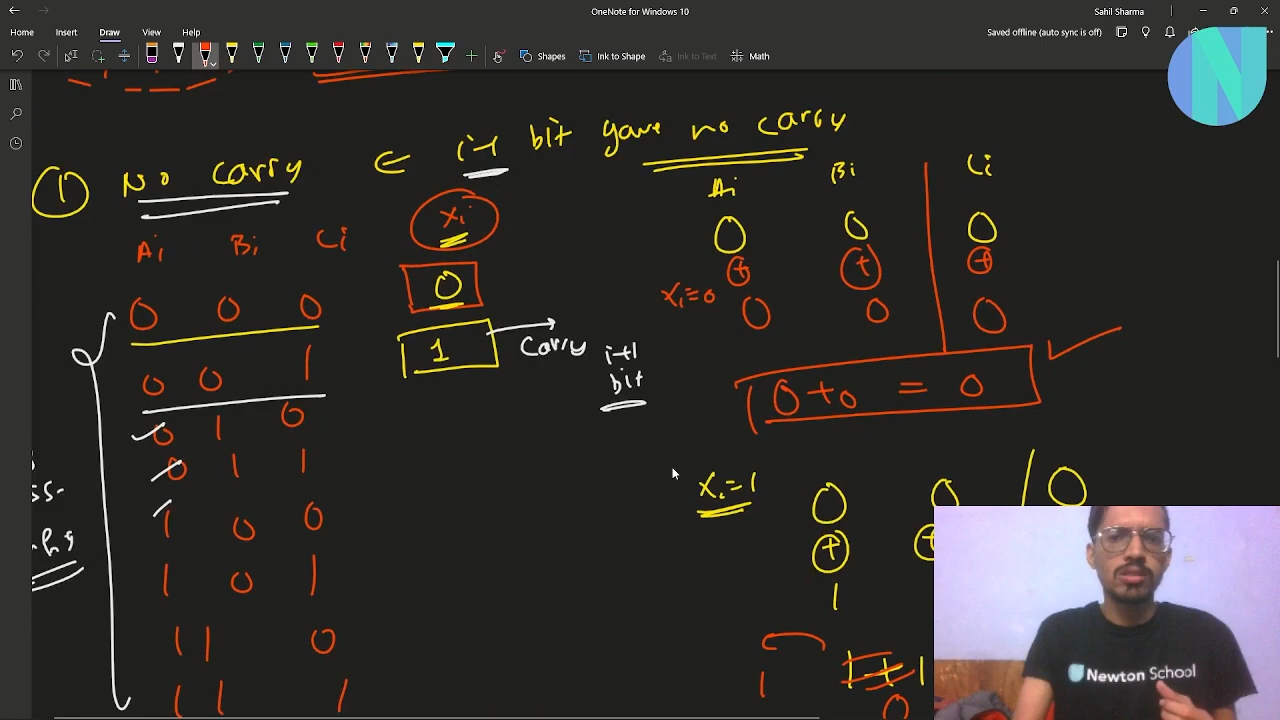 OneNote for Windows 10
Sahil Sharma
Home Insert Draw View Help
Saved offline (auto sync is off)
Shapes Ink to Shape Ink to Text Math
① No carry ∈ i-1 bit gave no carry
Ai Bi Ci Xi
0 0 0 0
0 0 1 1 → Carry i+1 bit
0 1 0
0 1 1
1 0 0
1 0 1
1 1 0
1 1 1
Ai Bi Ci
0 0 0
⊕ ⊕ ⊕
Xi=0 0 0 0
0+0 = 0
Xi=1 0 0 / 0
⊕ ⊕
1
1 1+1
0
Newton School